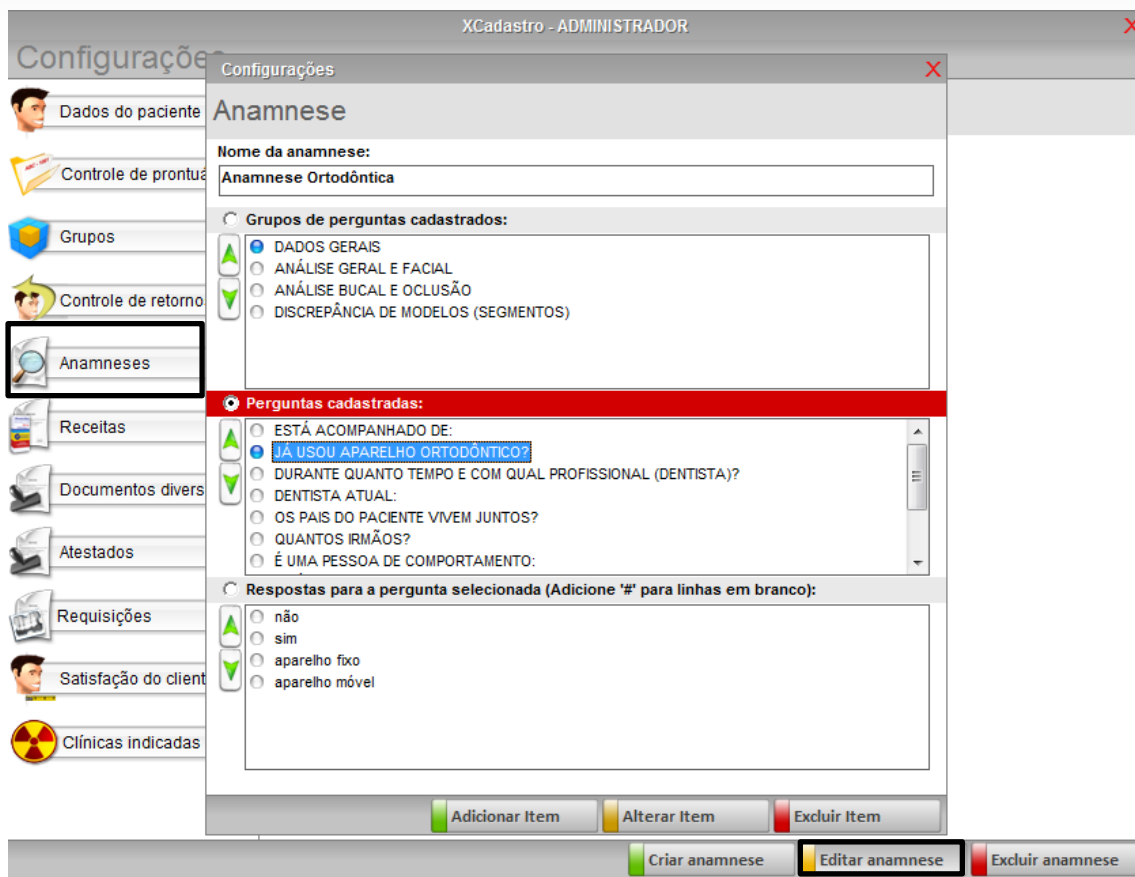 XCadastro - ADMINISTRADOR
X
Configurações
Dados do paciente
Controle de prontuá
Grupos
Controle de retorno
Anamneses
Receitas
Documentos divers
Atestados
Requisições
Satisfação do client
Clínicas indicadas
Configurações
X
Anamnese
Nome da anamnese:
Anamnese Ortodôntica
Grupos de perguntas cadastrados:
DADOS GERAIS
ANÁLISE GERAL E FACIAL
ANÁLISE BUCAL E OCLUSÃO
DISCREPÂNCIA DE MODELOS (SEGMENTOS)
Perguntas cadastradas:
ESTÁ ACOMPANHADO DE:
JÁ USOU APARELHO ORTODÔNTICO?
DURANTE QUANTO TEMPO E COM QUAL PROFISSIONAL (DENTISTA)?
DENTISTA ATUAL:
OS PAIS DO PACIENTE VIVEM JUNTOS?
QUANTOS IRMÃOS?
É UMA PESSOA DE COMPORTAMENTO:
Respostas para a pergunta selecionada (Adicione '#' para linhas em branco):
não
sim
aparelho fixo
aparelho móvel
Adicionar Item
Alterar Item
Excluir Item
Criar anamnese
Editar anamnese
Excluir anamnese